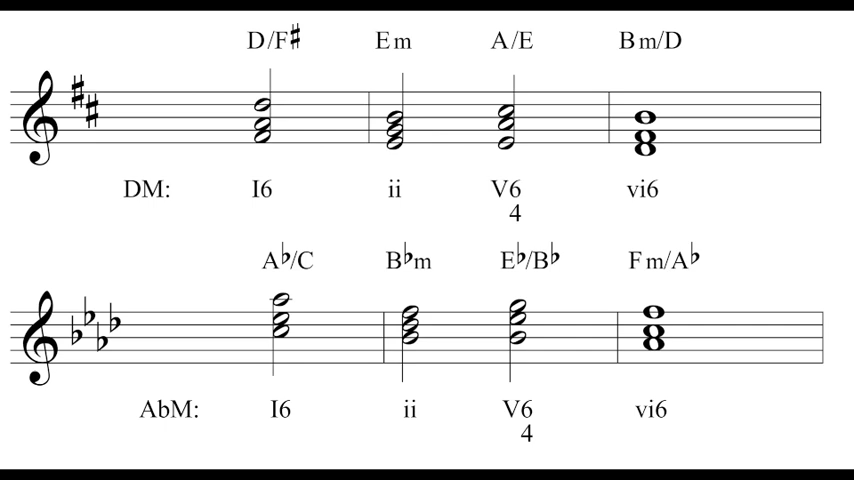 D/F♯ Em A/E Bm/D
DM: I6 ii V6 vi6
4
A♭/C B♭m E♭/B♭ Fm/A♭
AbM: I6 ii V6 vi6
4